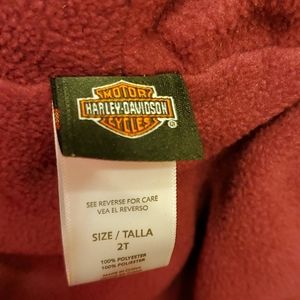 MOTOR
HARLEY-DAVIDSON
CYCLES
®
SEE REVERSE FOR CARE
VEA EL REVERSO
SIZE / TALLA
2T
100% POLYESTER
100% POLIESTER